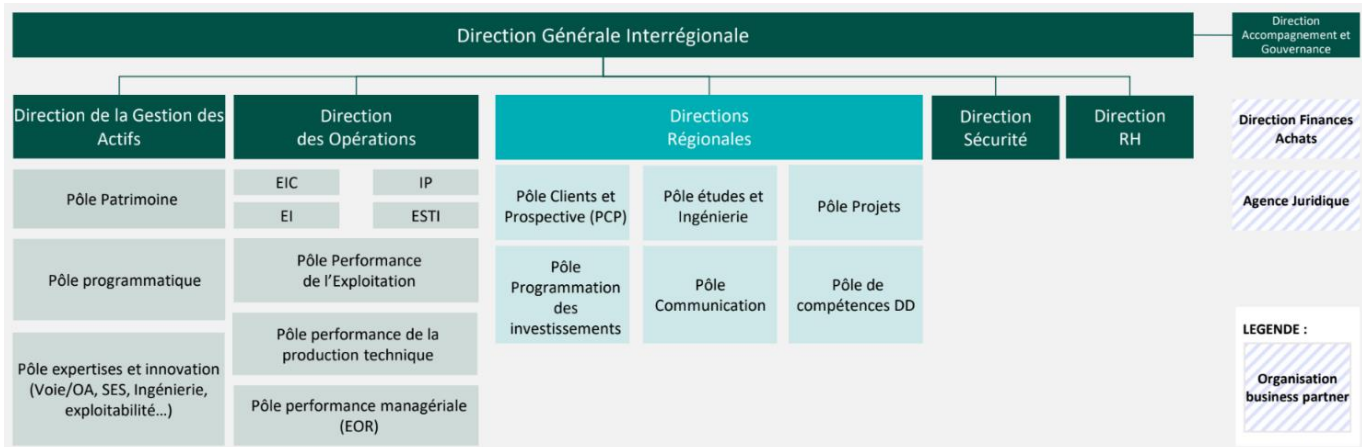 Direction Générale Interrégionale
Direction
Accompagnement et
Gouvernance
Direction de la Gestion des
Actifs
Direction
des Opérations
Directions
Régionales
Direction
Sécurité
Direction
RH
Direction Finances
Achats
Pôle Patrimoine
EIC
IP
EI
ESTI
Pôle Clients et
Prospective (PCP)
Pôle études et
Ingénierie
Pôle Projets
Agence Juridique
Pôle programmatique
Pôle Performance
de l’Exploitation
Pôle
Programmation
des
investissements
Pôle
Communication
Pôle de
compétences DD
Pôle expertises et innovation
(Voie/OA, SES, Ingénierie,
exploitabilité…)
Pôle performance de la
production technique
Pôle performance managériale
(EOR)
LEGENDE :
Organisation
business partner